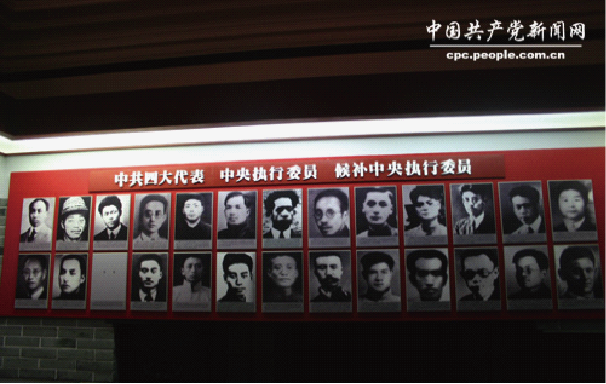 中国共产党新闻网
cpc.people.com.cn
中共四大代表 中央执行委员 候补中央执行委员